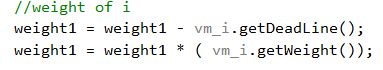 //weight of i
weight1 = weight1 - vm_i.getDeadLine();
weight1 = weight1 * ( vm_i.getWeight());